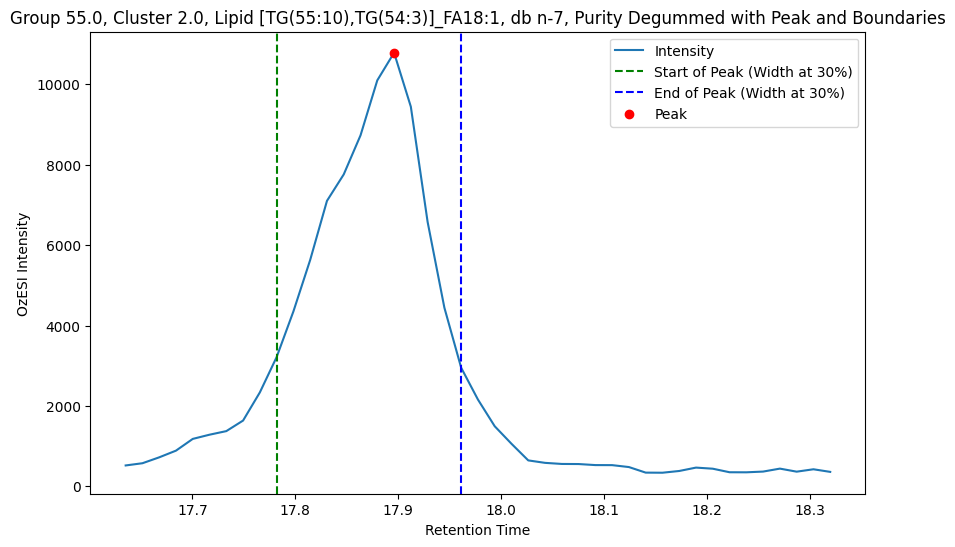 Group 55.0, Cluster 2.0, Lipid [TG(55:10),TG(54:3)]_FA18:1, db n-7, Purity Degummed with Peak and Boundaries
Intensity
Start of Peak (Width at 30%)
End of Peak (Width at 30%)
Peak
OzESI Intensity
10000
8000
6000
4000
2000
0
17.7 17.8 17.9 18.0 18.1 18.2 18.3
Retention Time